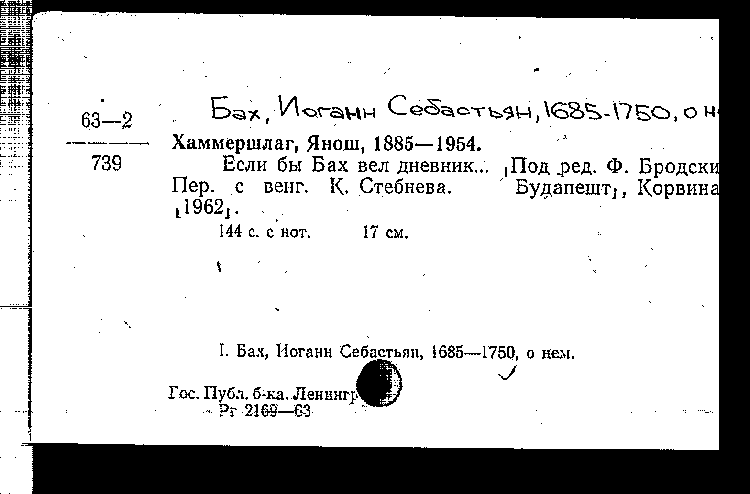 Бах, Иоганн Себастьян, 1685-1750, о н
63—2
739
Хаммершлаг, Янош, 1885—1954.
Если бы Бах вел дневник... [Под ред. Ф. Бродски
Пер. с венг. К. Стебнева. Будапешт], Корвина
[1962].
144 с. с нот. 17 см.
I. Бах, Иоганн Себастьян, 1685—1750, о нем.
Гос. Публ. б-ка. Ленингр
Рг 2169—63